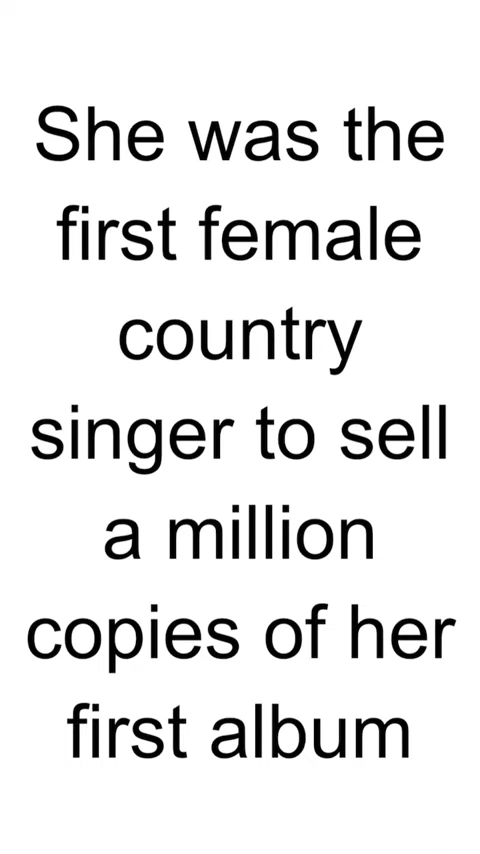 She was the
first female
country
singer to sell
a million
copies of her
first album